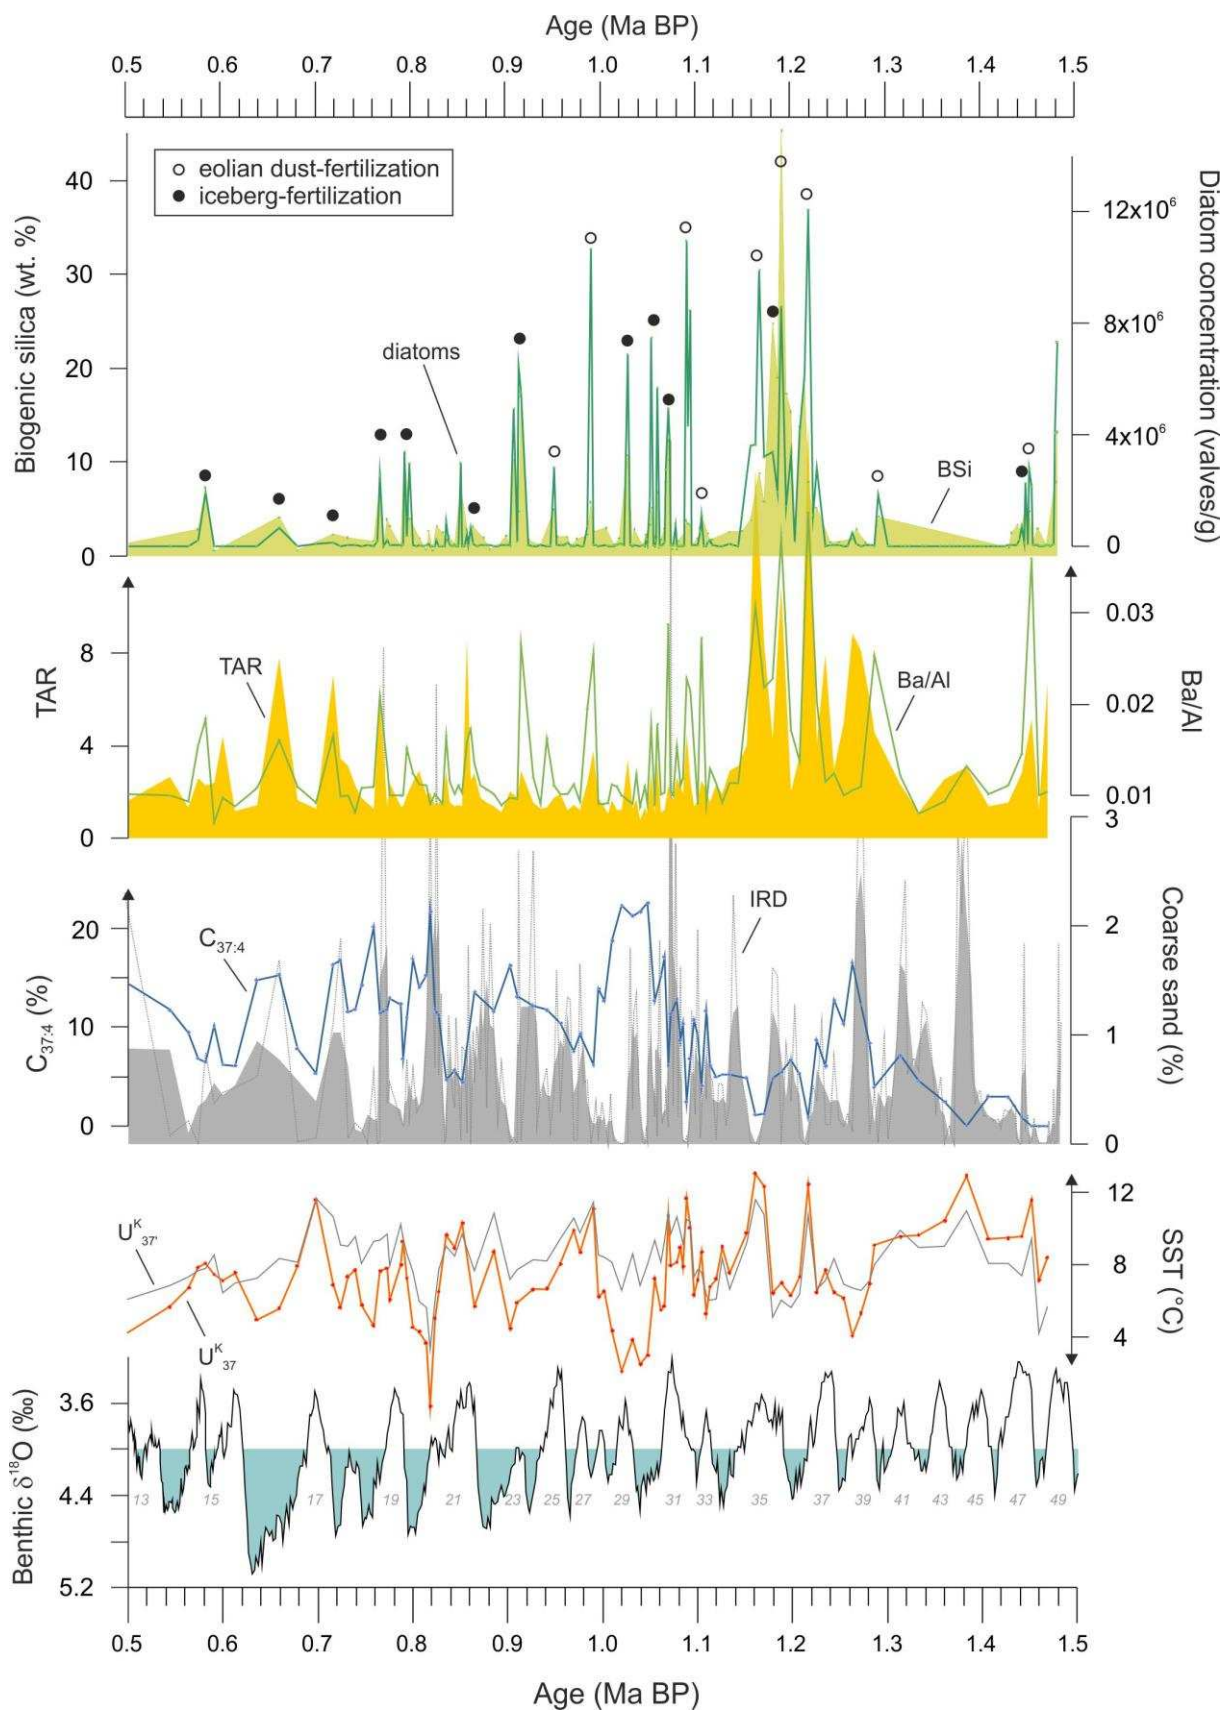 Age (Ma BP)
0.5 0.6 0.7 0.8 0.9 1.0 1.1 1.2 1.3 1.4 1.5
eolian dust-fertilization
iceberg-fertilization
Biogenic silica (wt. %)
40
30
20
10
0
Diatom concentration (valves/g)
12x10⁶
8x10⁶
4x10⁶
0
diatoms
BSi
TAR
8
4
0
TAR
Ba/Al
Ba/Al
0.03
0.02
0.01
C37:4 (%)
20
10
0
C37:4
IRD
Coarse sand (%)
3
2
1
0
Uᴷ37'
Uᴷ37
SST (°C)
12
8
4
Benthic δ¹⁸O (‰)
3.6
4.4
5.2
13 15 17 19 21 23 25 27 29 31 33 35 37 39 41 43 45 47 49
0.5 0.6 0.7 0.8 0.9 1.0 1.1 1.2 1.3 1.4 1.5
Age (Ma BP)